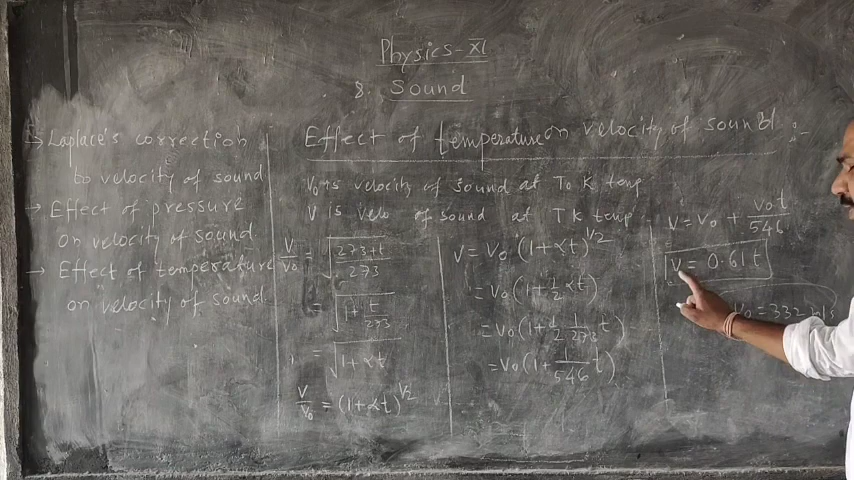 Physics-XI
8. Sound
→ Laplace's correction
to velocity of sound
→ Effect of pressure
on velocity of sound
→ Effect of temperature
on velocity of sound
Effect of temperature on velocity of sound :-
V₀ is velocity of sound at T₀ K temp
V is velo of sound at T K temp
V/V₀ = √((273+t)/273)
= √(1+t/273)
= √(1+αt)
V/V₀ = (1+αt)^1/2
V = V₀ (1+αt)^1/2
= V₀ (1+1/2 αt)
= V₀ (1+1/2 1/273 t)
= V₀ (1+1/546 t)
V = V₀ + V₀t/546
V = 0.61t
V₀ = 332 m/s